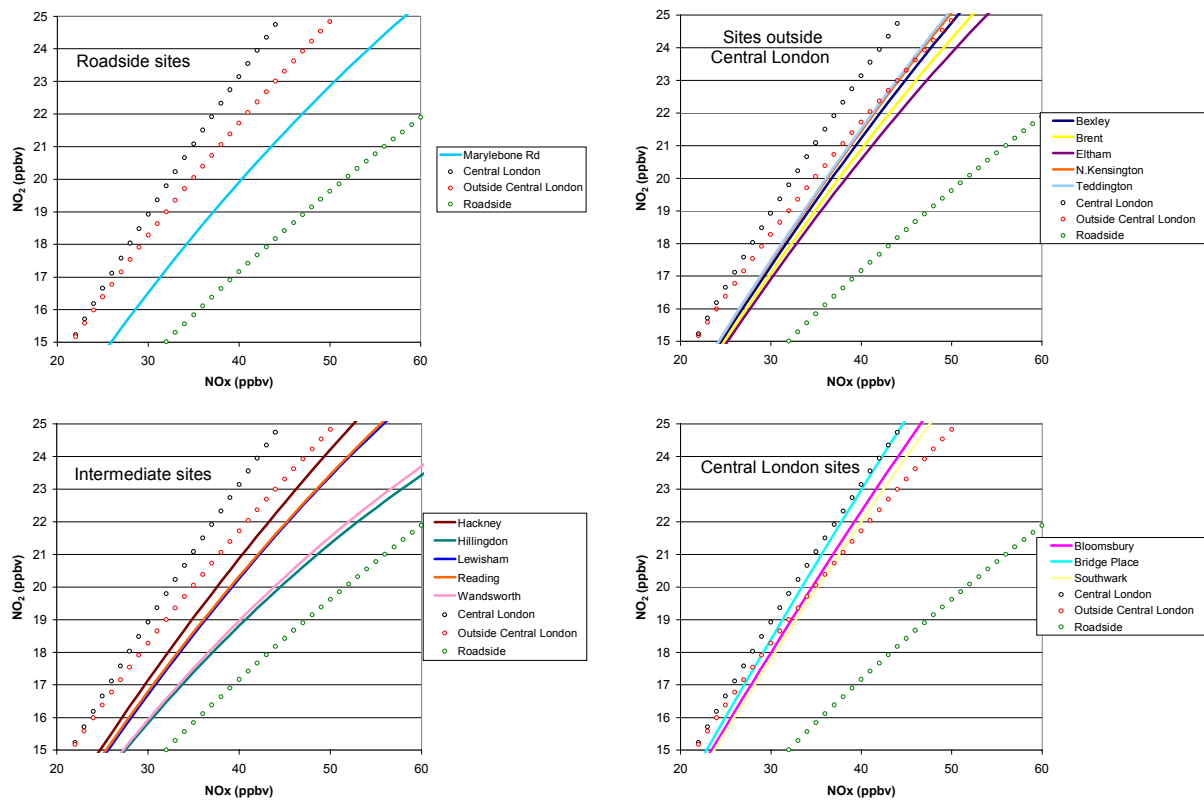 Roadside sites
NO2 (ppbv)
25
24
23
22
21
20
19
18
17
16
15
20
30
40
50
60
NOx (ppbv)
Marylebone Rd
Central London
Outside Central London
Roadside
Sites outside
Central London
NO2 (ppbv)
25
24
23
22
21
20
19
18
17
16
15
20
30
40
50
60
NOx (ppbv)
Bexley
Brent
Eltham
N.Kensington
Teddington
Central London
Outside Central London
Roadside
Intermediate sites
NO2 (ppbv)
25
24
23
22
21
20
19
18
17
16
15
20
30
40
50
60
NOx (ppbv)
Hackney
Hillingdon
Lewisham
Reading
Wandsworth
Central London
Outside Central London
Roadside
Central London sites
NO2 (ppbv)
25
24
23
22
21
20
19
18
17
16
15
20
30
40
50
60
NOx (ppbv)
Bloomsbury
Bridge Place
Southwark
Central London
Outside Central London
Roadside